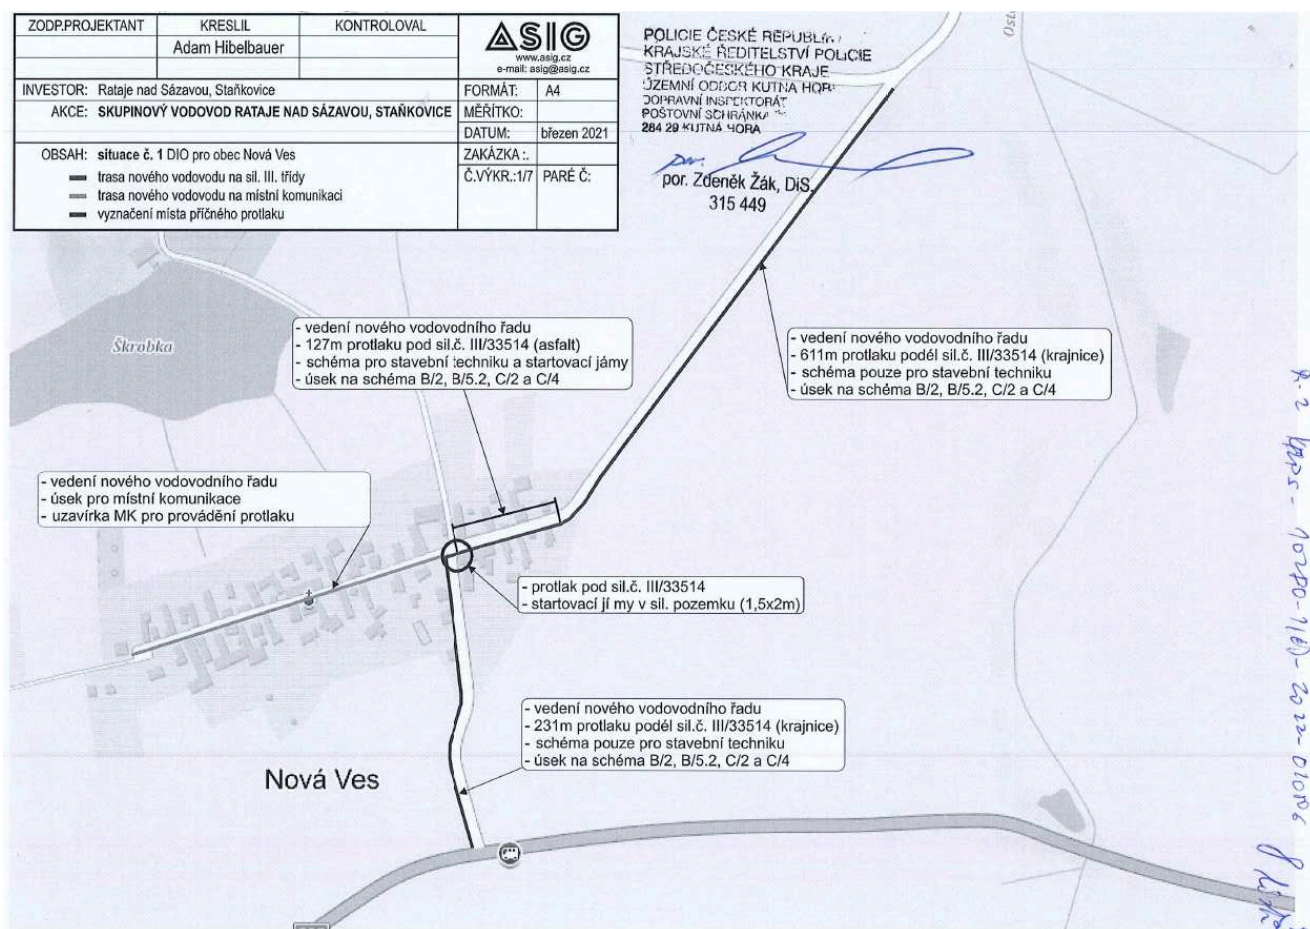 ZODP.PROJEKTANT
KRESLIL
KONTROLOVAL
Adam Hibelbauer
ASIG
www.asig.cz
e-mail: asig@asig.cz
INVESTOR: Rataje nad Sázavou, Staňkovice
FORMÁT: A4
AKCE: SKUPINOVÝ VODOVOD RATAJE NAD SÁZAVOU, STAŇKOVICE
MĚŘÍTKO:
DATUM: březen 2021
OBSAH: situace č. 1 DIO pro obec Nová Ves
ZAKÁZKA :.
trasa nového vodovodu na sil. III. třídy
Č.VÝKR.:1/7 PARÉ Č:
trasa nového vodovodu na místní komunikaci
vyznačení místa příčného protlaku
POLICIE ČESKÉ REPUBLIKY
KRAJSKÉ ŘEDITELSTVÍ POLICIE
STŘEDOČESKÉHO KRAJE
ÚZEMNÍ ODBOR KUTNÁ HORA
DOPRAVNÍ INSPEKTORÁT
POŠTOVNÍ SCHRÁNKA
284 29 KUTNÁ HORA
por. Zdeněk Žák, DiS.
315 449
Škrobka
- vedení nového vodovodního řadu
- 127m protlaku pod sil.č. III/33514 (asfalt)
- schéma pro stavební techniku a startovací jámy
- úsek na schéma B/2, B/5.2, C/2 a C/4
- vedení nového vodovodního řadu
- 611m protlaku podél sil.č. III/33514 (krajnice)
- schéma pouze pro stavební techniku
- úsek na schéma B/2, B/5.2, C/2 a C/4
- vedení nového vodovodního řadu
- úsek pro místní komunikace
- uzavírka MK pro provádění protlaku
- protlak pod sil.č. III/33514
- startovací jí my v sil. pozemku (1,5x2m)
- vedení nového vodovodního řadu
- 231m protlaku podél sil.č. III/33514 (krajnice)
- schéma pouze pro stavební techniku
- úsek na schéma B/2, B/5.2, C/2 a C/4
Nová Ves